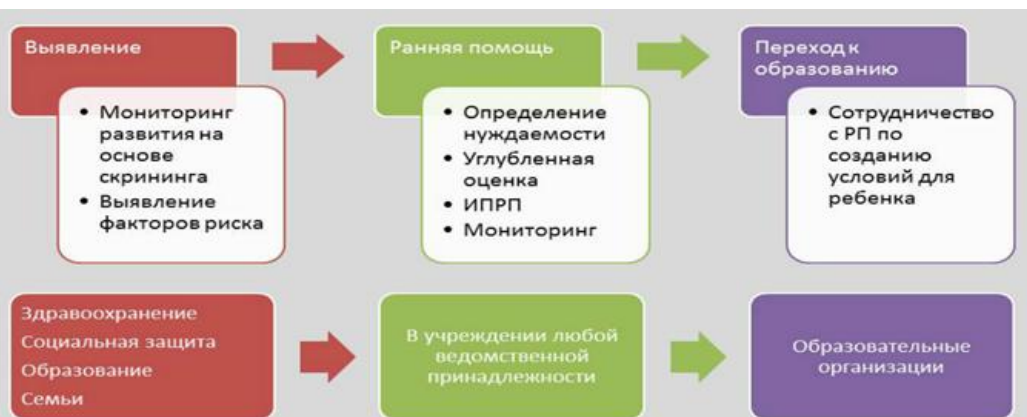 Выявление
• Мониторинг
развития на
основе
скрининга
• Выявление
факторов риска
Ранняя помощь
• Определение
нуждаемости
• Углубленная
оценка
• ИПРП
• Мониторинг
Переход к
образованию
• Сотрудничество
с РП по
созданию
условий для
ребенка
Здравоохранение
Социальная защита
Образование
Семьи
В учреждении любой
ведомственной
принадлежности
Образовательные
организации